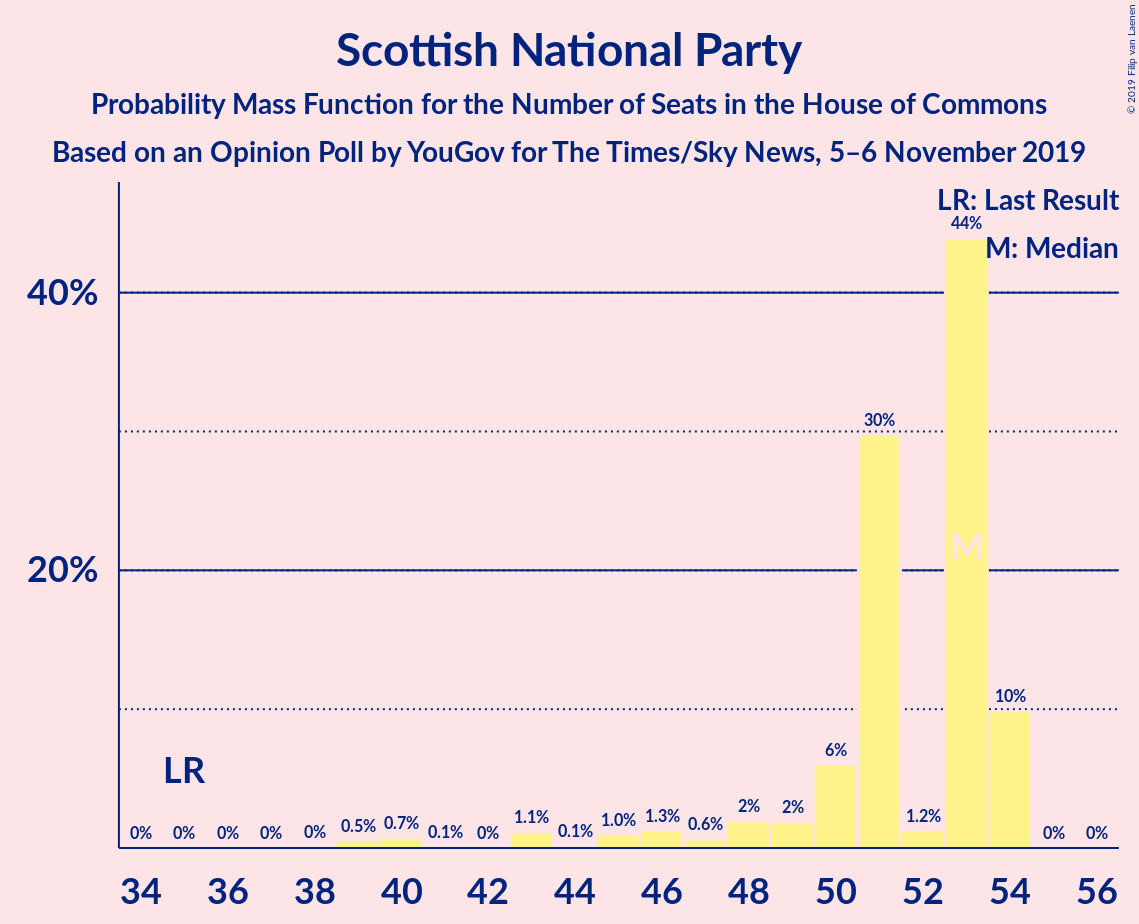 © 2019 Filip van Laenen
Scottish National Party
Probability Mass Function for the Number of Seats in the House of Commons
Based on an Opinion Poll by YouGov for The Times/Sky News, 5–6 November 2019
LR: Last Result
M: Median
40%
20%
LR
M
0% 0% 0% 0% 0% 0.5% 0.7% 0.1% 0% 1.1% 0.1% 1.0% 1.3% 0.6% 2% 2% 6% 30% 1.2% 44% 10% 0% 0%
34 36 38 40 42 44 46 48 50 52 54 56